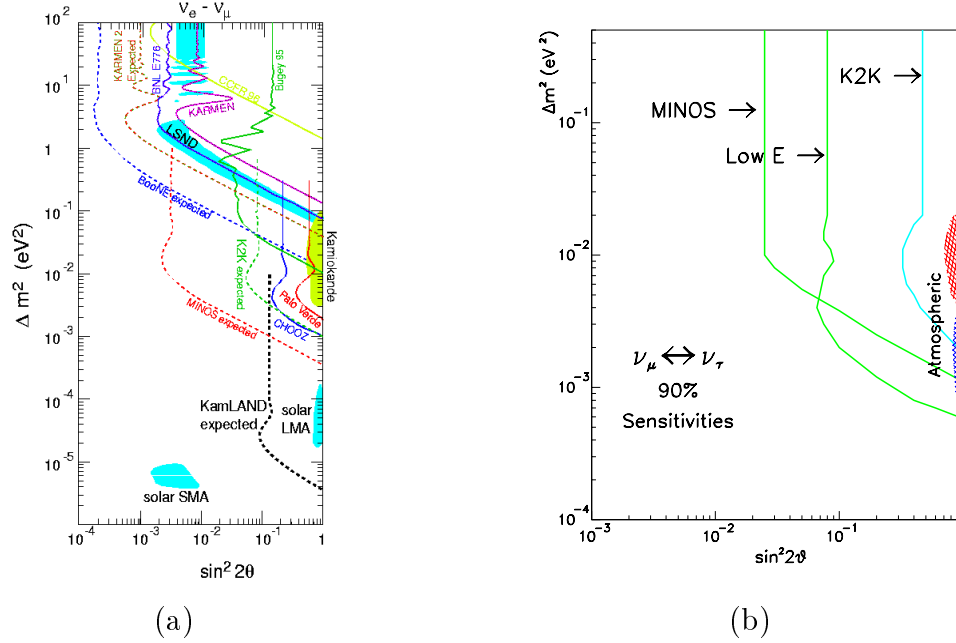 νe - νμ
10²
10
1
10⁻¹
10⁻²
10⁻³
10⁻⁴
10⁻⁵
Δ m² (eV²)
KARMEN 2
Expected
BNL E776
Bugey 95
CCFR 96
KARMEN
LSND
BooNE expected
K2K expected
Kamiokande
Palo Verde
MINOS expected
CHOOZ
KamLAND
expected
solar
LMA
solar SMA
10⁻⁴ 10⁻³ 10⁻² 10⁻¹ 1
sin² 2θ
(a)
Δm² (eV²)
10⁻¹
10⁻²
10⁻³
10⁻⁴
K2K →
MINOS →
Low E →
Atmospheric
νμ ↔ ντ
90%
Sensitivities
10⁻³ 10⁻² 10⁻¹
sin²2ϑ
(b)